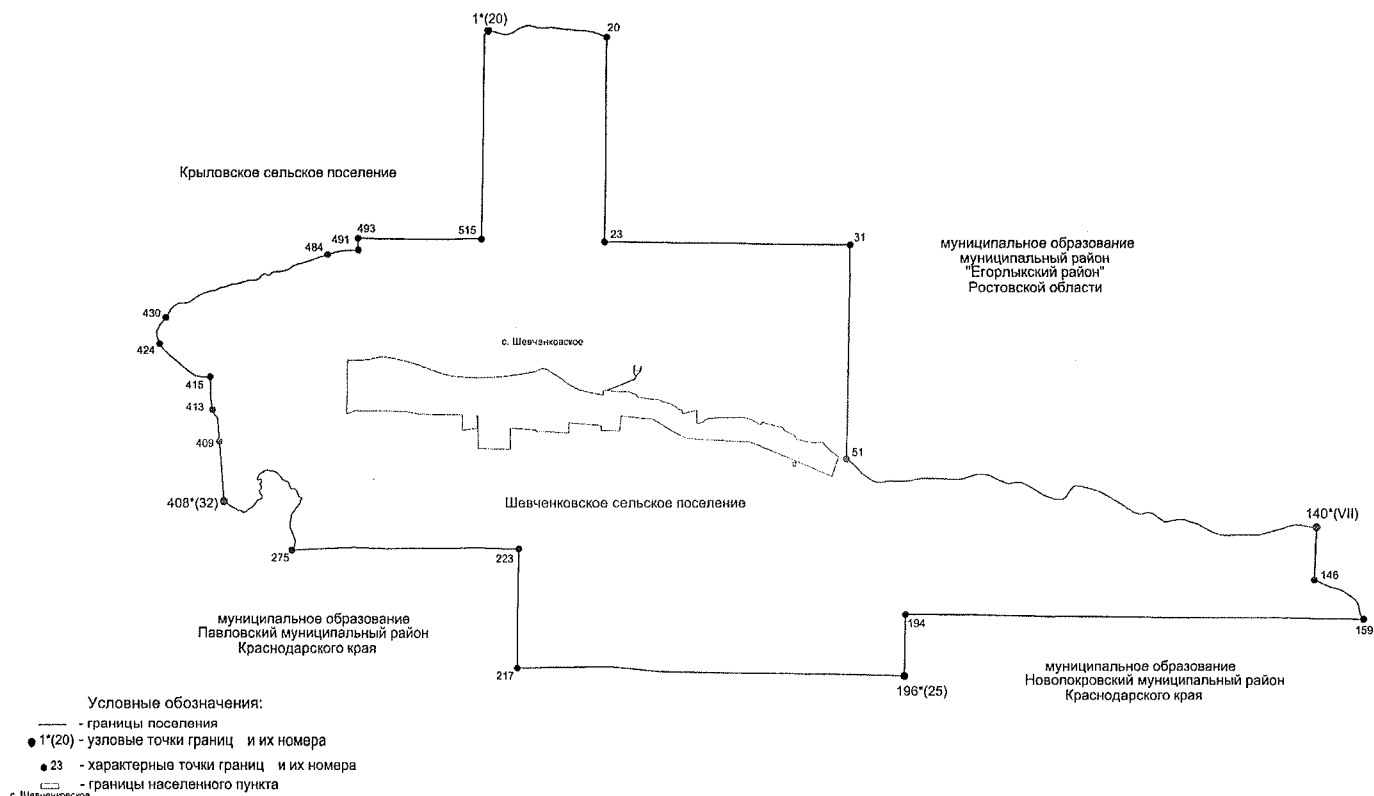 1*(20)
20
Крыловское сельское поселение
493
491
515
484
23
31
муниципальное образование
муниципальный район
"Егорлыкский район"
Ростовской области
430
424
с. Шевченковское
415
413
409
51
408*(32)
Шевченковское сельское поселение
140*(VII)
275
223
146
муниципальное образование
Павловский муниципальный район
Краснодарского края
194
159
217
196*(25)
муниципальное образование
Новопокровский муниципальный район
Краснодарского края
Условные обозначения:
- границы поселения
1*(20) - узловые точки границ и их номера
23 - характерные точки границ и их номера
- границы населенного пункта
с. Шевченковское